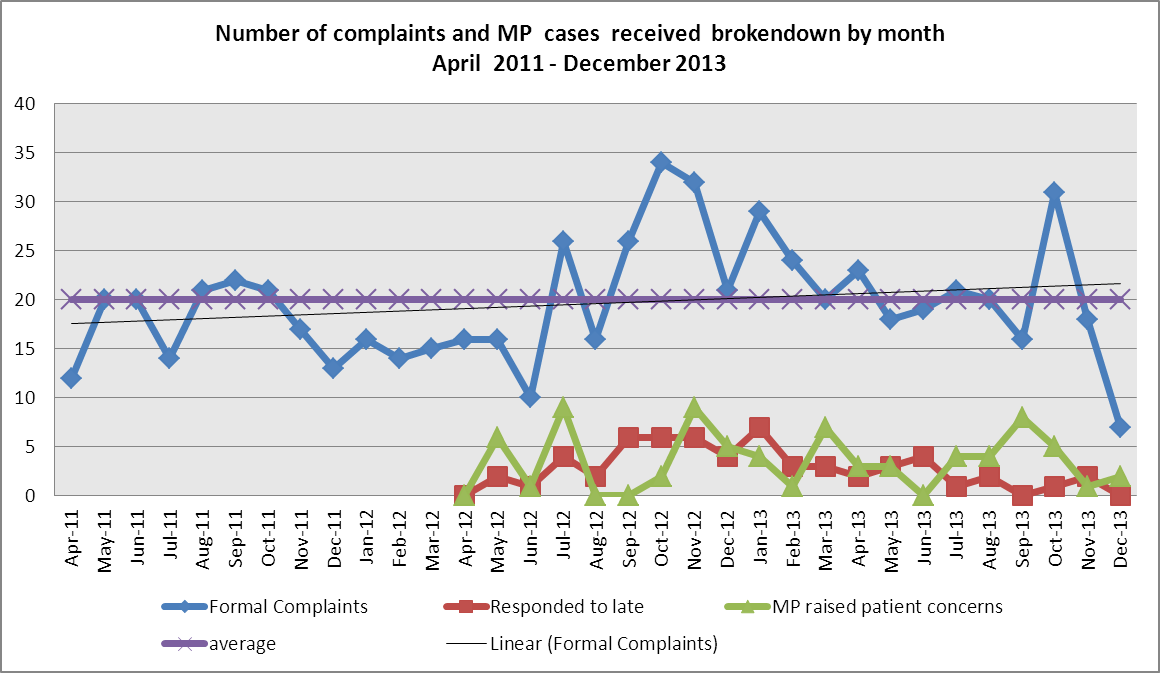 Number of complaints and MP  cases  received  brokendown by month
April  2011 - December 2013
40
35
30
25
20
15
10
5
0
Apr-11
May-11
Jun-11
Jul-11
Aug-11
Sep-11
Oct-11
Nov-11
Dec-11
Jan-12
Feb-12
Mar-12
Apr-12
May-12
Jun-12
Jul-12
Aug-12
Sep-12
Oct-12
Nov-12
Dec-12
Jan-13
Feb-13
Mar-13
Apr-13
May-13
Jun-13
Jul-13
Aug-13
Sep-13
Oct-13
Nov-13
Dec-13
Formal Complaints
Responded to late
MP raised patient concerns
average
Linear (Formal Complaints)